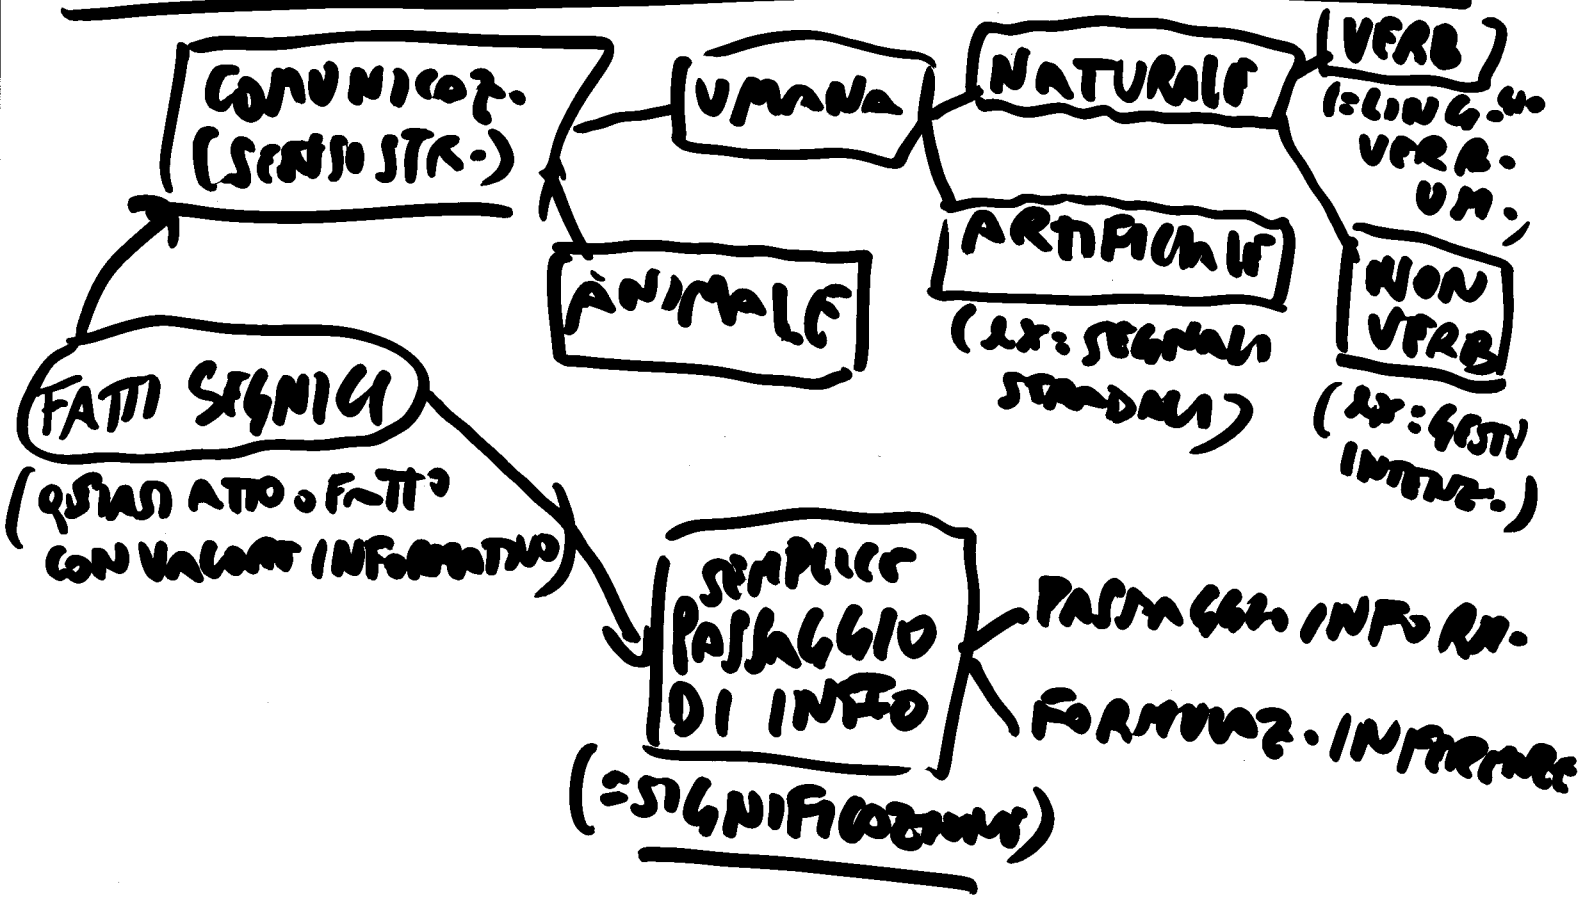 COMUNICAZ.
(SENSO STR.)
UMANA
NATURALE
(VERB)
(=LING.
VERB.
UM.)
ANIMALE
ARTIFICIALE
(ES: SEGNALI
STRADALI)
NON
VERB
(ES: GESTI
INTENZ.)
FATTI SEGNICI
(QSIASI ATTO O FATTO
CON VALORE INFORMATIVO)
SEMPLICE
PASSAGGIO
DI INFO
(=SIGNIFICAZIONE)
PASSAGGIO INFORM.
FORMULAZ. INFERENZE